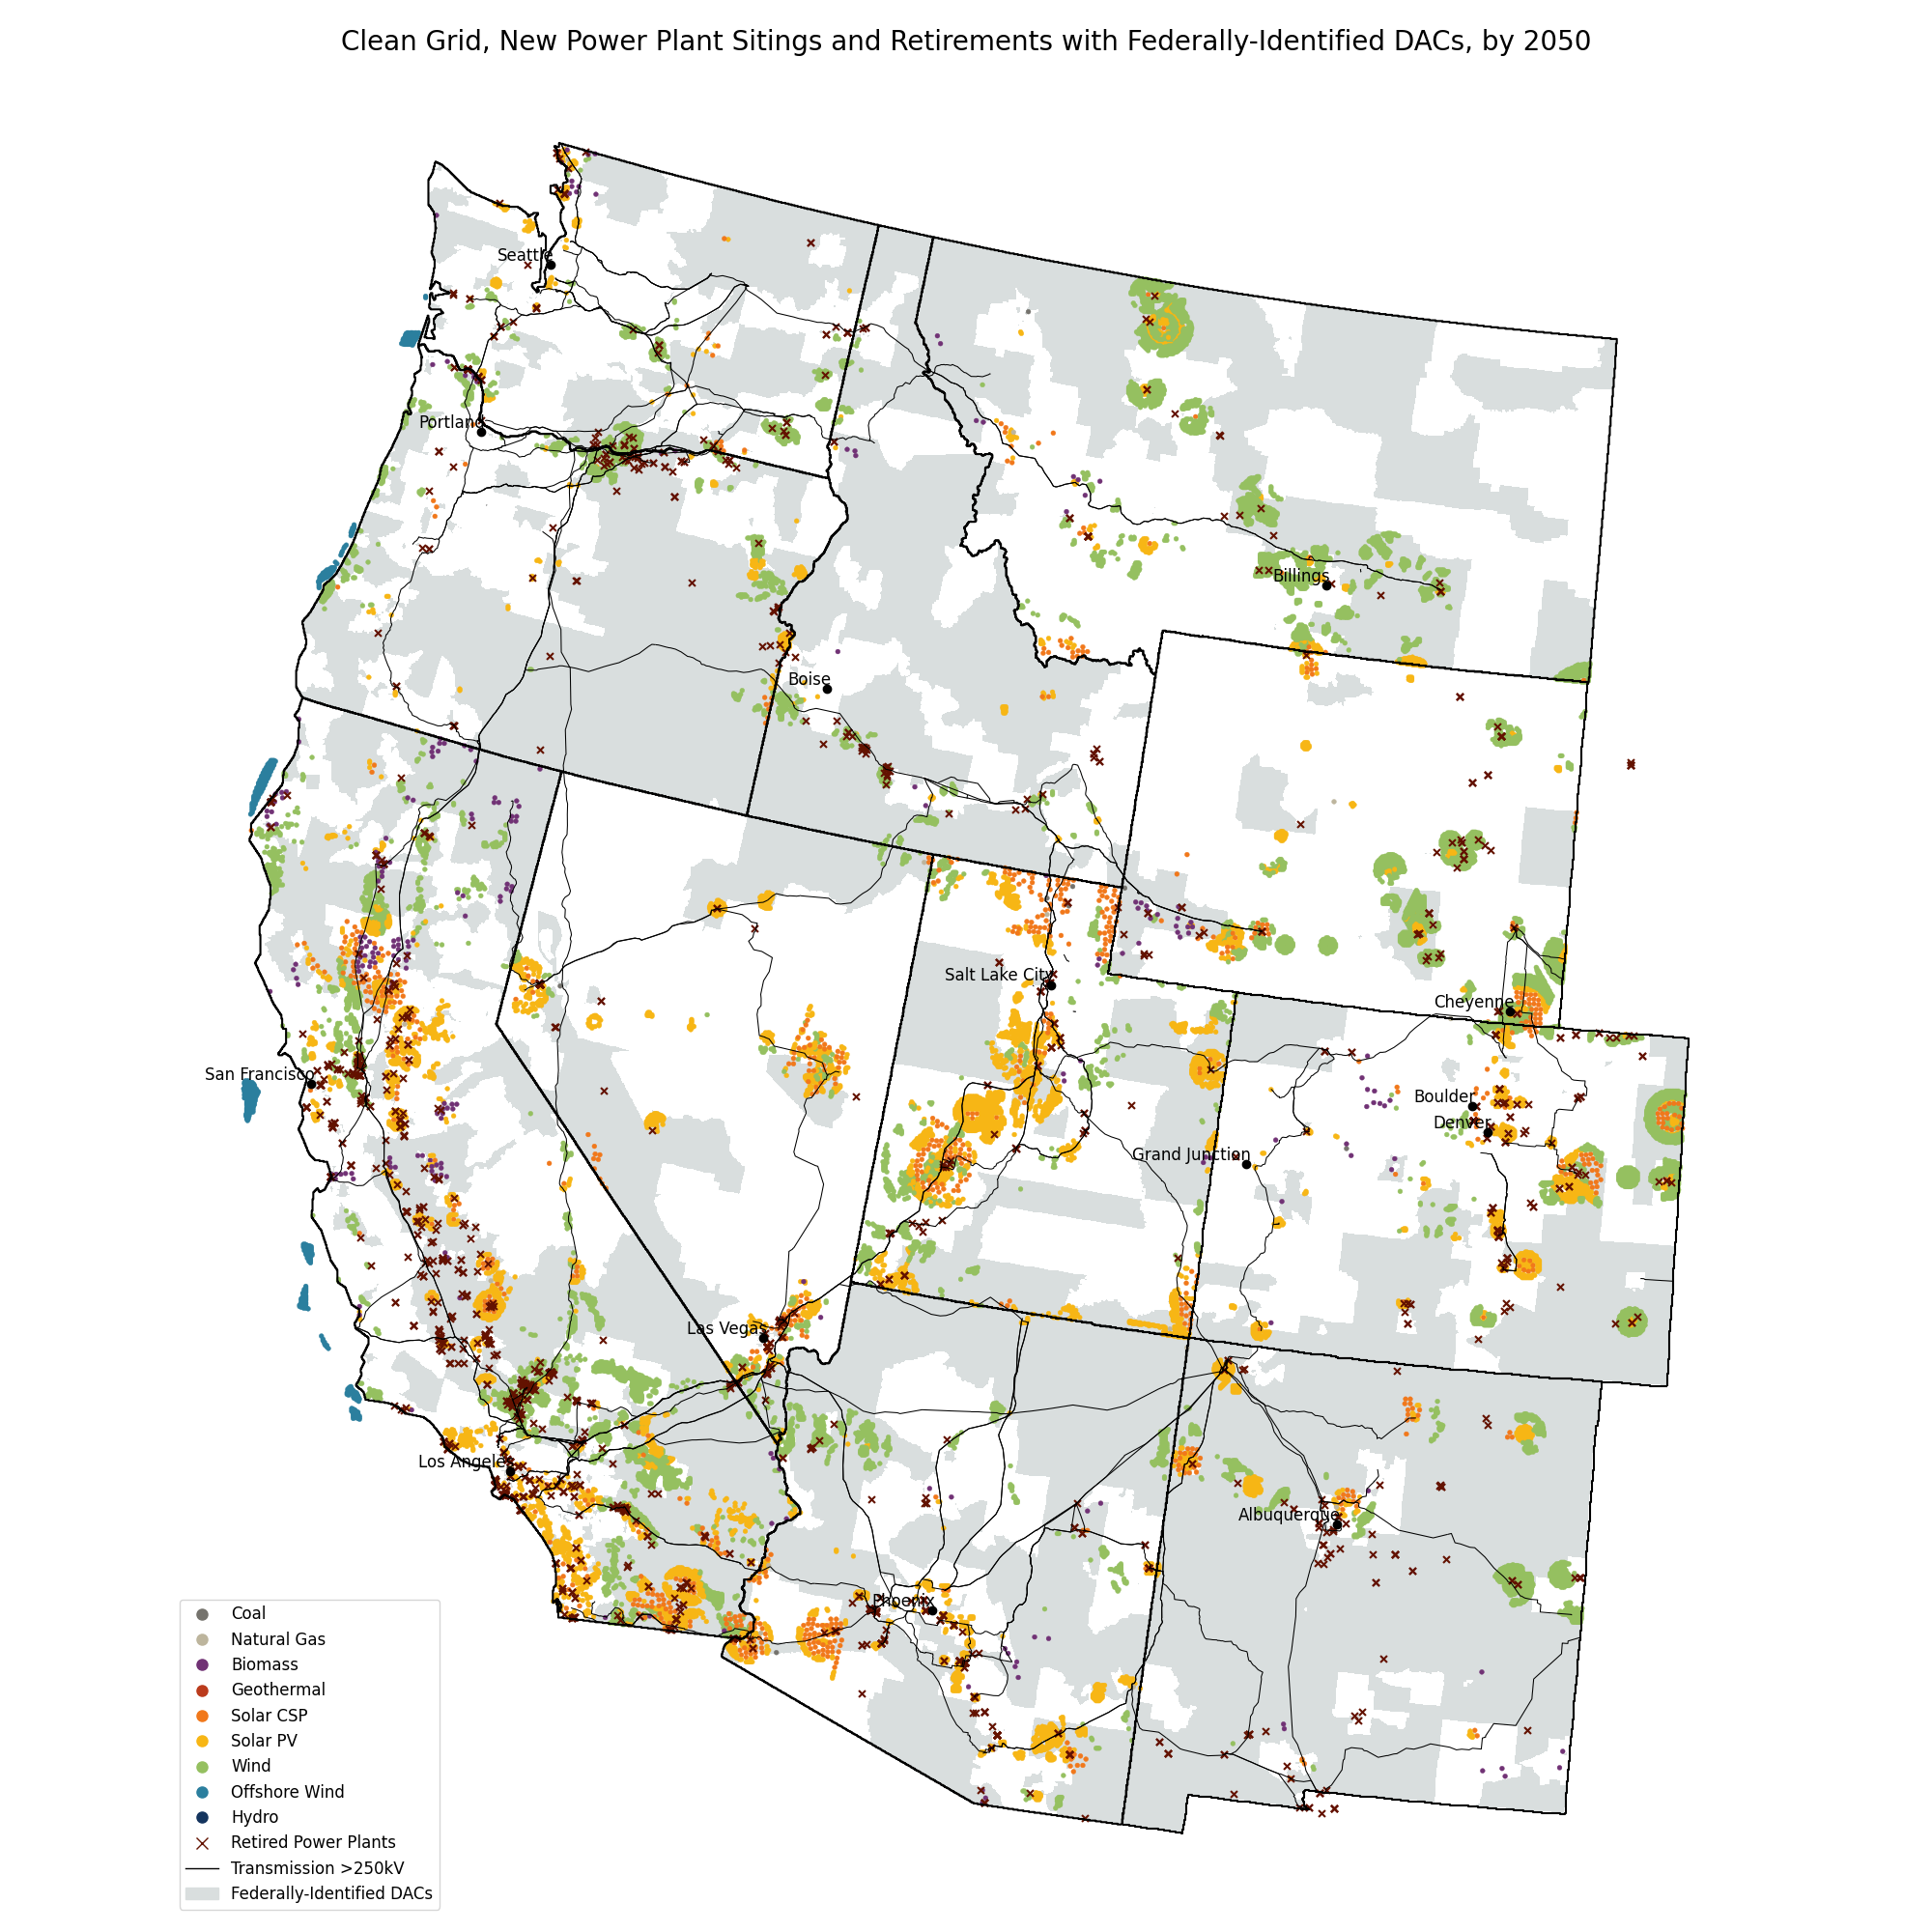 Clean Grid, New Power Plant Sitings and Retirements with Federally-Identified DACs, by 2050
Seattle
Portland
Billings
Boise
Salt Lake City
Cheyenne
San Francisco
Boulder
Denver
Grand Junction
Las Vegas
Los Angeles
Albuquerque
Phoenix
Coal
Natural Gas
Biomass
Geothermal
Solar CSP
Solar PV
Wind
Offshore Wind
Hydro
Retired Power Plants
Transmission >250kV
Federally-Identified DACs